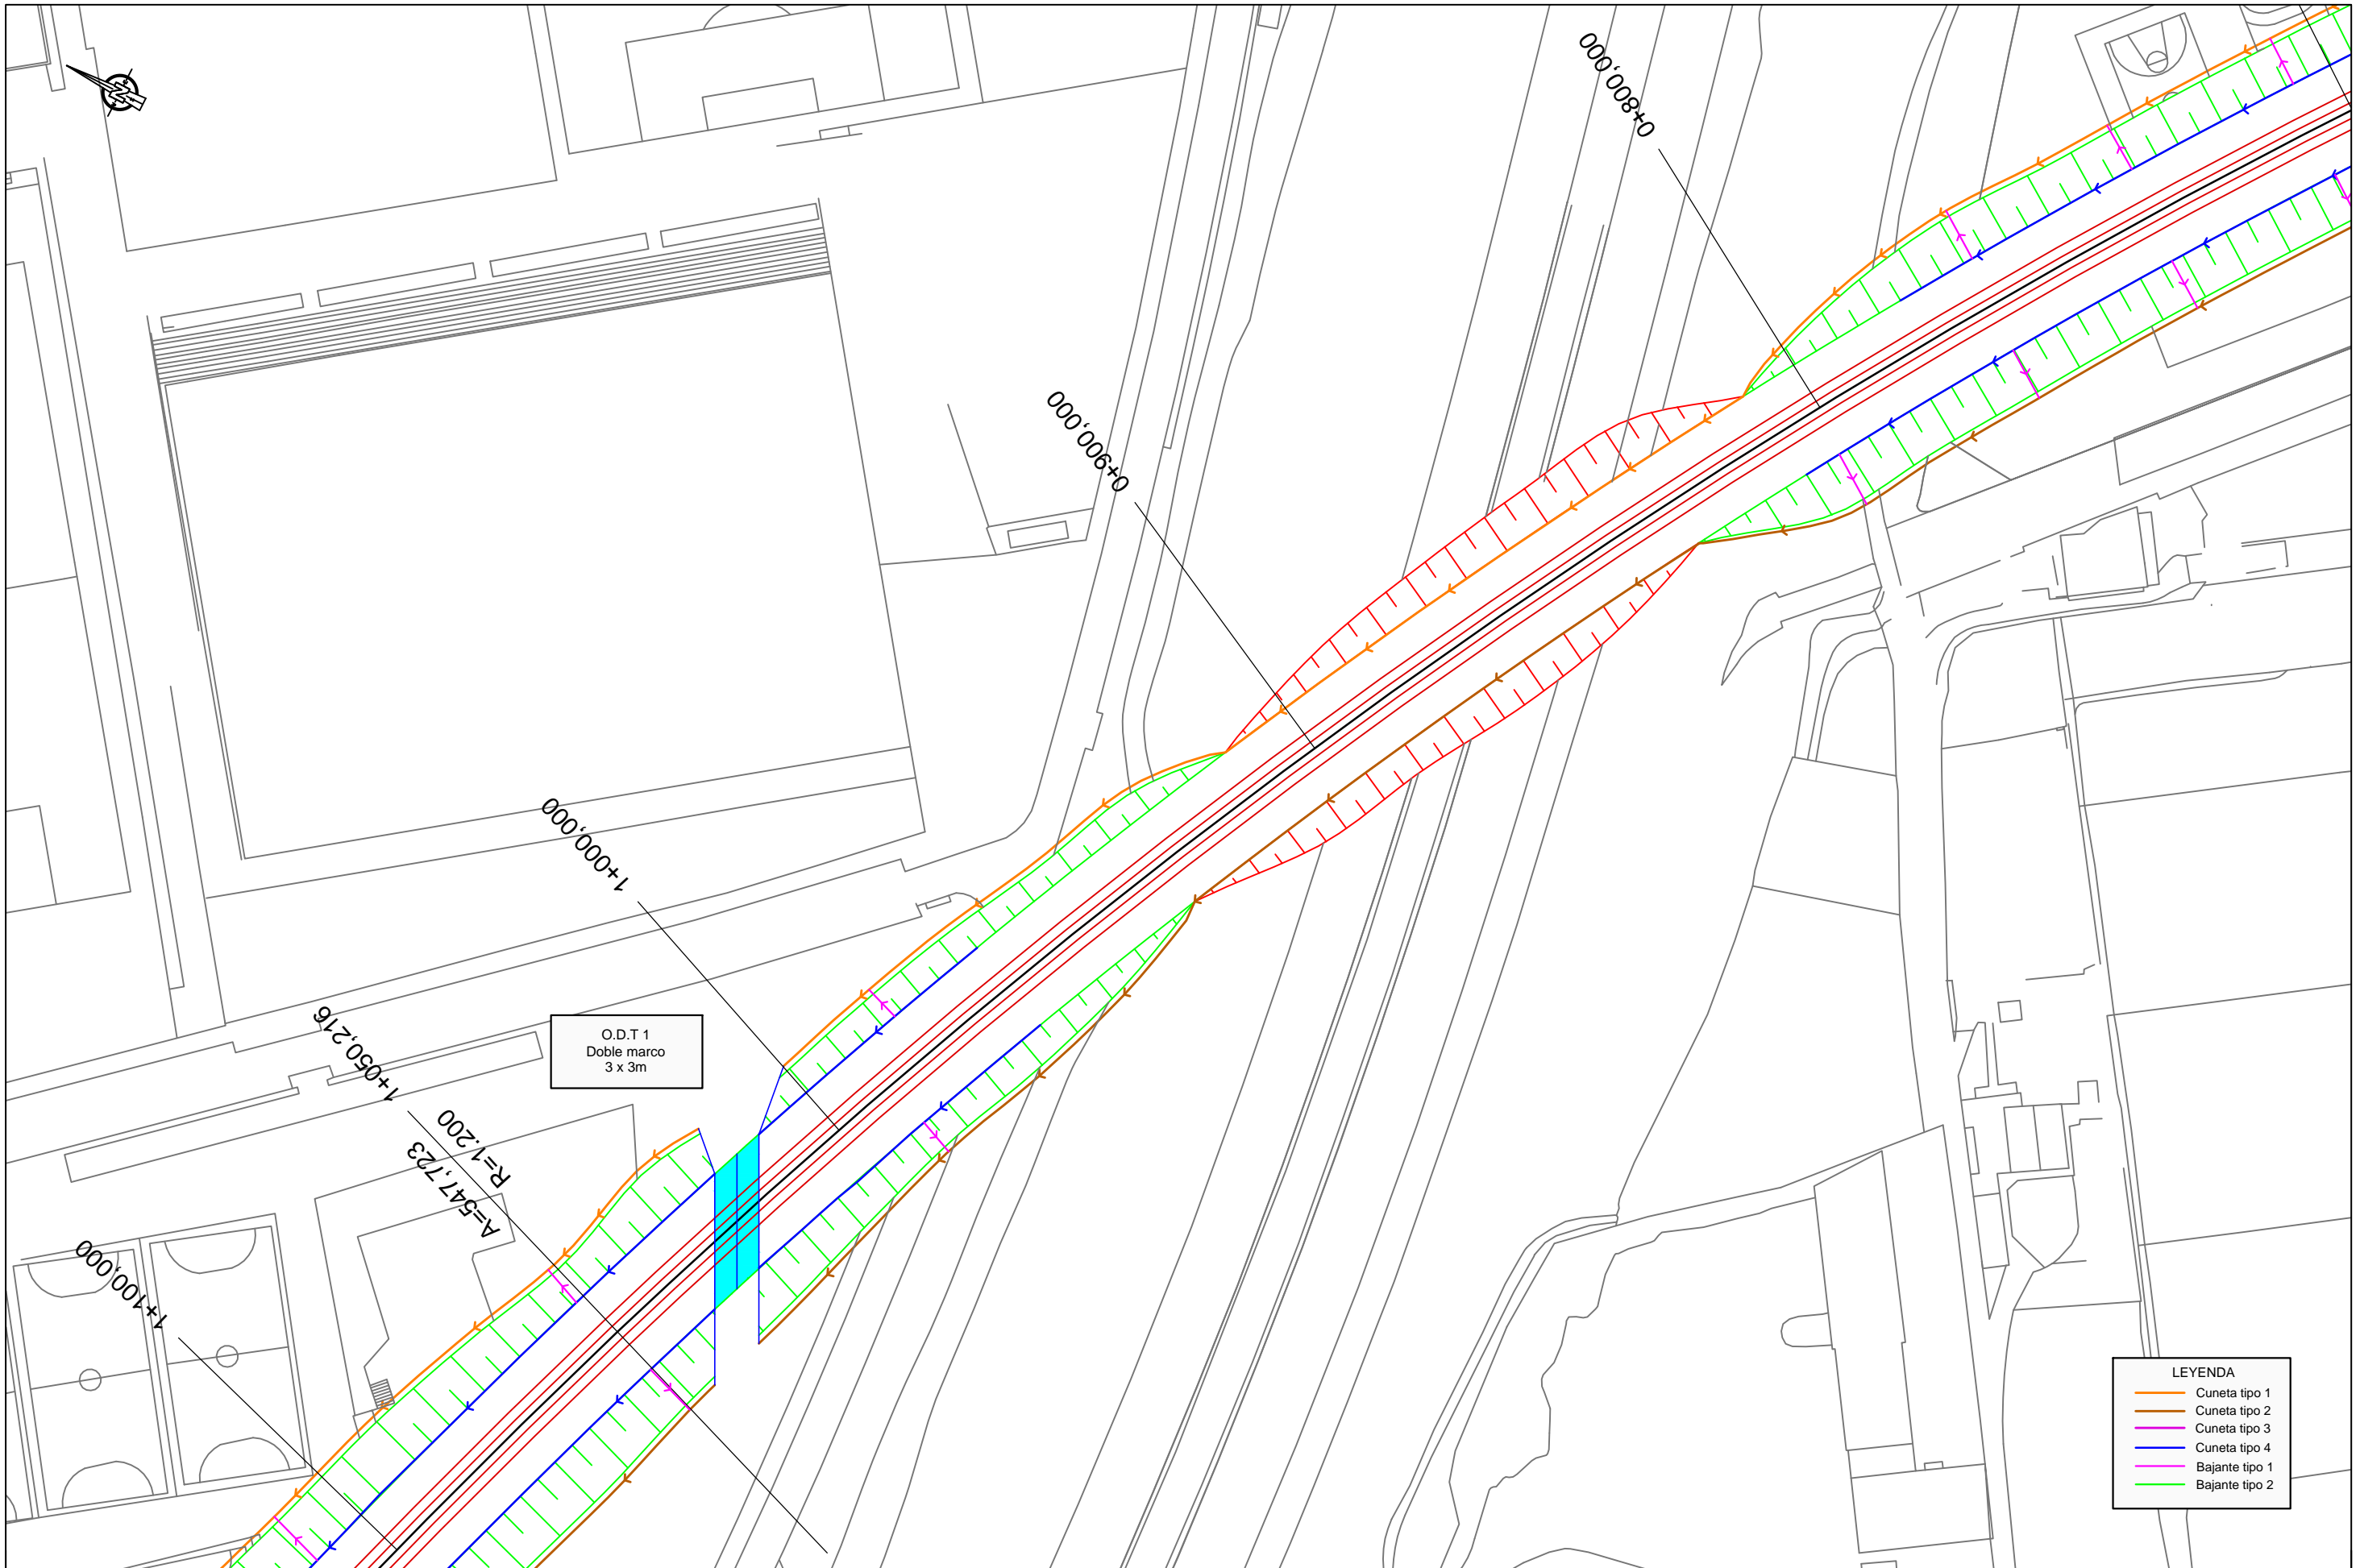 N
0+800,000
0+900,000
1+000,000
1+050,216
R=1.200
A=547,723
1+100,000
O.D.T 1
Doble marco
3 x 3m
LEYENDA
Cuneta tipo 1
Cuneta tipo 2
Cuneta tipo 3
Cuneta tipo 4
Bajante tipo 1
Bajante tipo 2